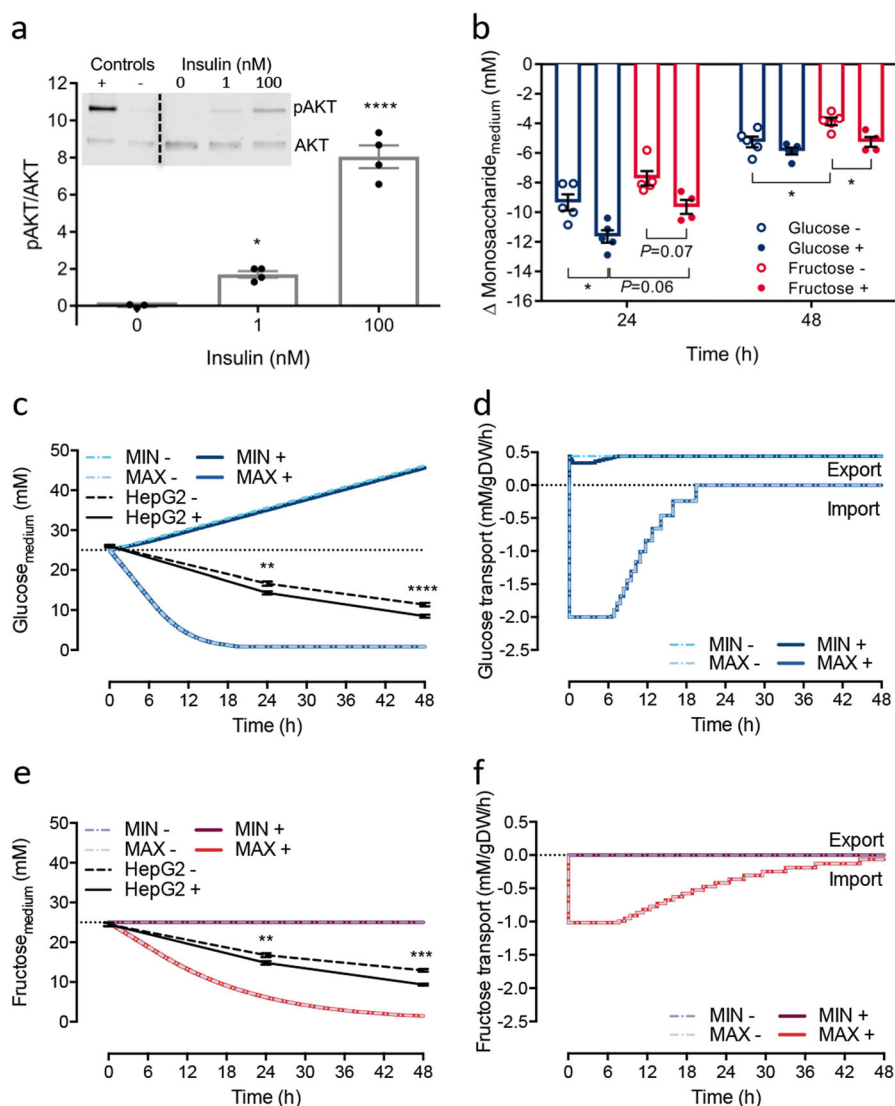 a
Controls
Insulin (nM)
+ - 0 1 100
pAKT
AKT
****
*
12
10
8
6
4
2
0
pAKT/AKT
0 1 100
Insulin (nM)
b
0
-2
-4
-6
-8
-10
-12
-14
-16
Δ Monosaccharidemedium (mM)
* *
P=0.07
* P=0.06
Glucose -
Glucose +
Fructose -
Fructose +
24 48
Time (h)
c
50
40
30
20
10
0
Glucosemedium (mM)
MIN - MIN +
MAX - MAX +
HepG2 -
HepG2 +
** ****
0 6 12 18 24 30 36 42 48
Time (h)
d
0.5
0.0
-0.5
-1.0
-1.5
-2.0
-2.5
Glucose transport (mM/gDW/h)
Export
Import
MIN - MIN +
MAX - MAX +
0 6 12 18 24 30 36 42 48
Time (h)
e
50
40
30
20
10
0
Fructosemedium (mM)
MIN - MIN +
MAX - MAX +
HepG2 -
HepG2 +
** ***
0 6 12 18 24 30 36 42 48
Time (h)
f
0.5
0.0
-0.5
-1.0
-1.5
-2.0
-2.5
Fructose transport (mM/gDW/h)
Export
Import
MIN - MIN +
MAX - MAX +
0 6 12 18 24 30 36 42 48
Time (h)